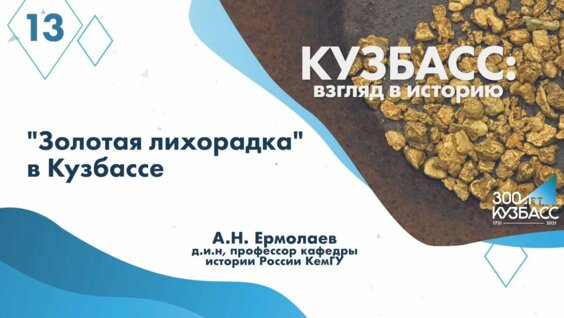 13
КУЗБАСС:
взгляд в историю
"Золотая лихорадка"
в Кузбассе
300 ЛЕТ
КУЗБАСС
1721 2021
А.Н. Ермолаев
д.и.н, профессор кафедры
истории России КемГУ